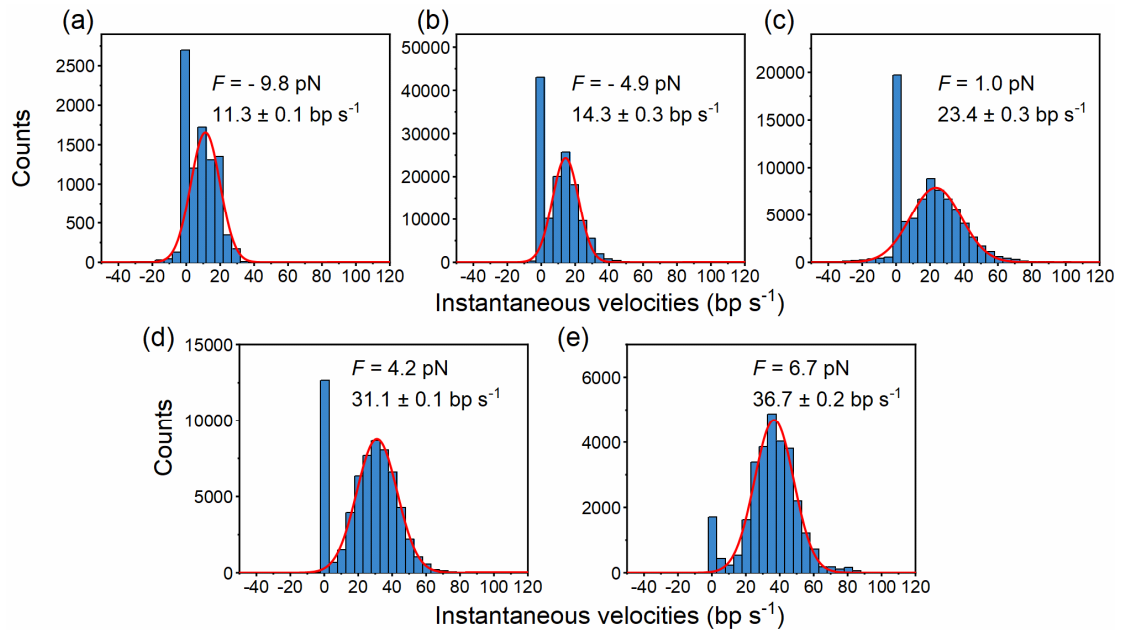 (a)
(b)
(c)
F = - 9.8 pN
11.3 ± 0.1 bp s⁻¹
F = - 4.9 pN
14.3 ± 0.3 bp s⁻¹
F = 1.0 pN
23.4 ± 0.3 bp s⁻¹
Counts
2500
2000
1500
1000
500
0
50000
40000
30000
20000
10000
0
20000
15000
10000
5000
0
-40 -20 0 20 40 60 80 100 120
-40 -20 0 20 40 60 80 100 120
-40 -20 0 20 40 60 80 100 120
Instantaneous velocities (bp s⁻¹)
(d)
(e)
F = 4.2 pN
31.1 ± 0.1 bp s⁻¹
F = 6.7 pN
36.7 ± 0.2 bp s⁻¹
Counts
15000
10000
5000
0
6000
4000
2000
0
-40 -20 0 20 40 60 80 100 120
-40 -20 0 20 40 60 80 100 120
Instantaneous velocities (bp s⁻¹)